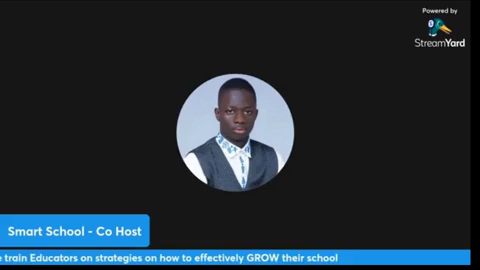 Powered by
StreamYard
Smart School - Co Host
train Educators on strategies on how to effectively GROW their school